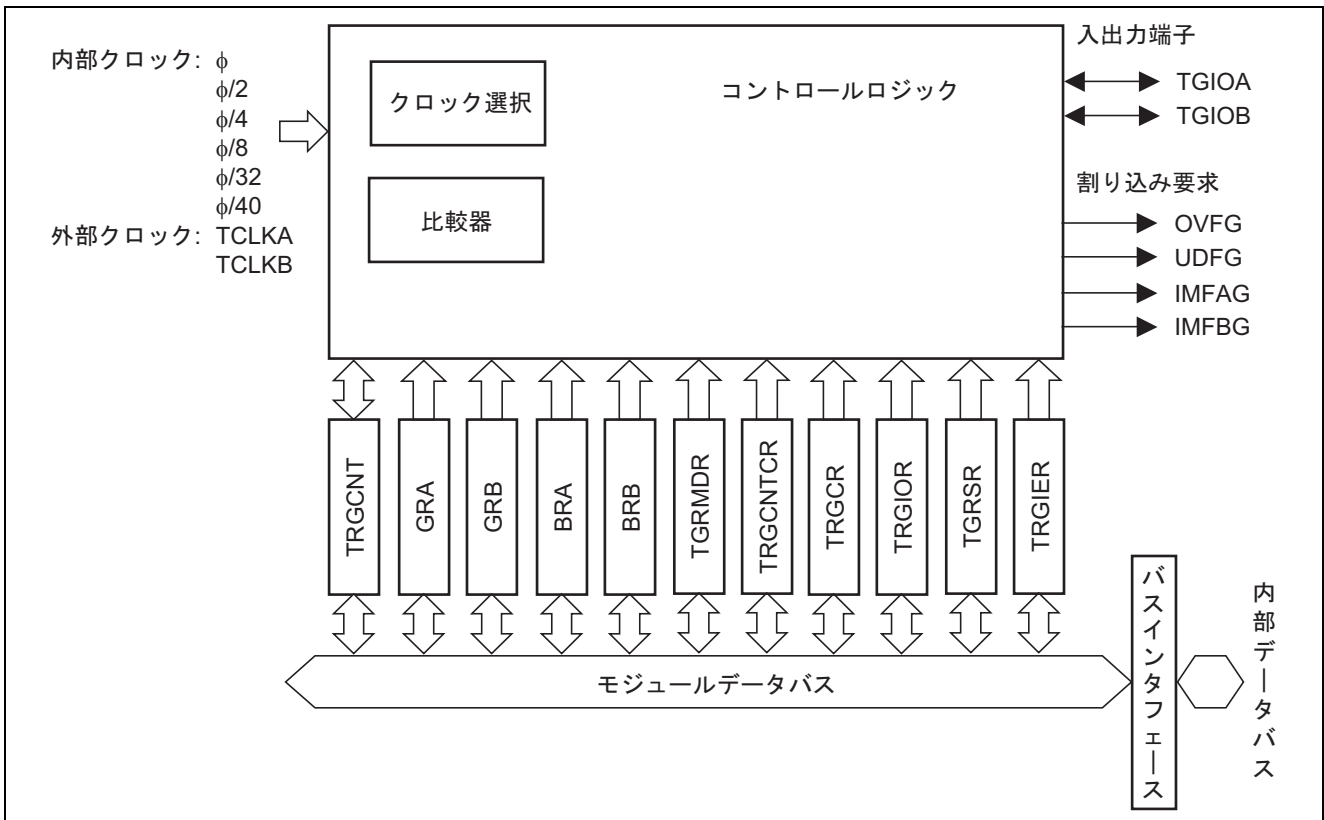 内部クロック: φ
φ/2
φ/4
φ/8
φ/32
φ/40
外部クロック: TCLKA
TCLKB
クロック選択
比較器
コントロールロジック
入出力端子
TGIOA
TGIOB
割り込み要求
OVFG
UDFG
IMFAG
IMFBG
TRGCNT
GRA
GRB
BRA
BRB
TGRMDR
TRGCNTCR
TRGCR
TRGIOR
TGRSR
TRGIER
モジュールデータバス
バスインタフェース
内部データバス